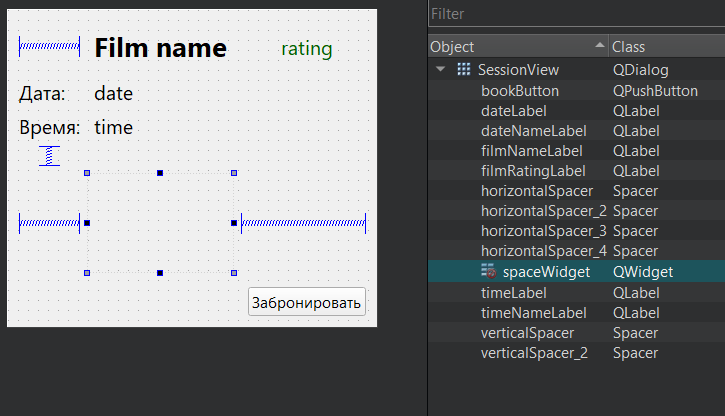 Filter
Film name rating
Дата: date
Время: time
Забронировать
Object Class
SessionView QDialog
bookButton QPushButton
dateLabel QLabel
dateNameLabel QLabel
filmNameLabel QLabel
filmRatingLabel QLabel
horizontalSpacer Spacer
horizontalSpacer_2 Spacer
horizontalSpacer_3 Spacer
horizontalSpacer_4 Spacer
spaceWidget QWidget
timeLabel QLabel
timeNameLabel QLabel
verticalSpacer Spacer
verticalSpacer_2 Spacer